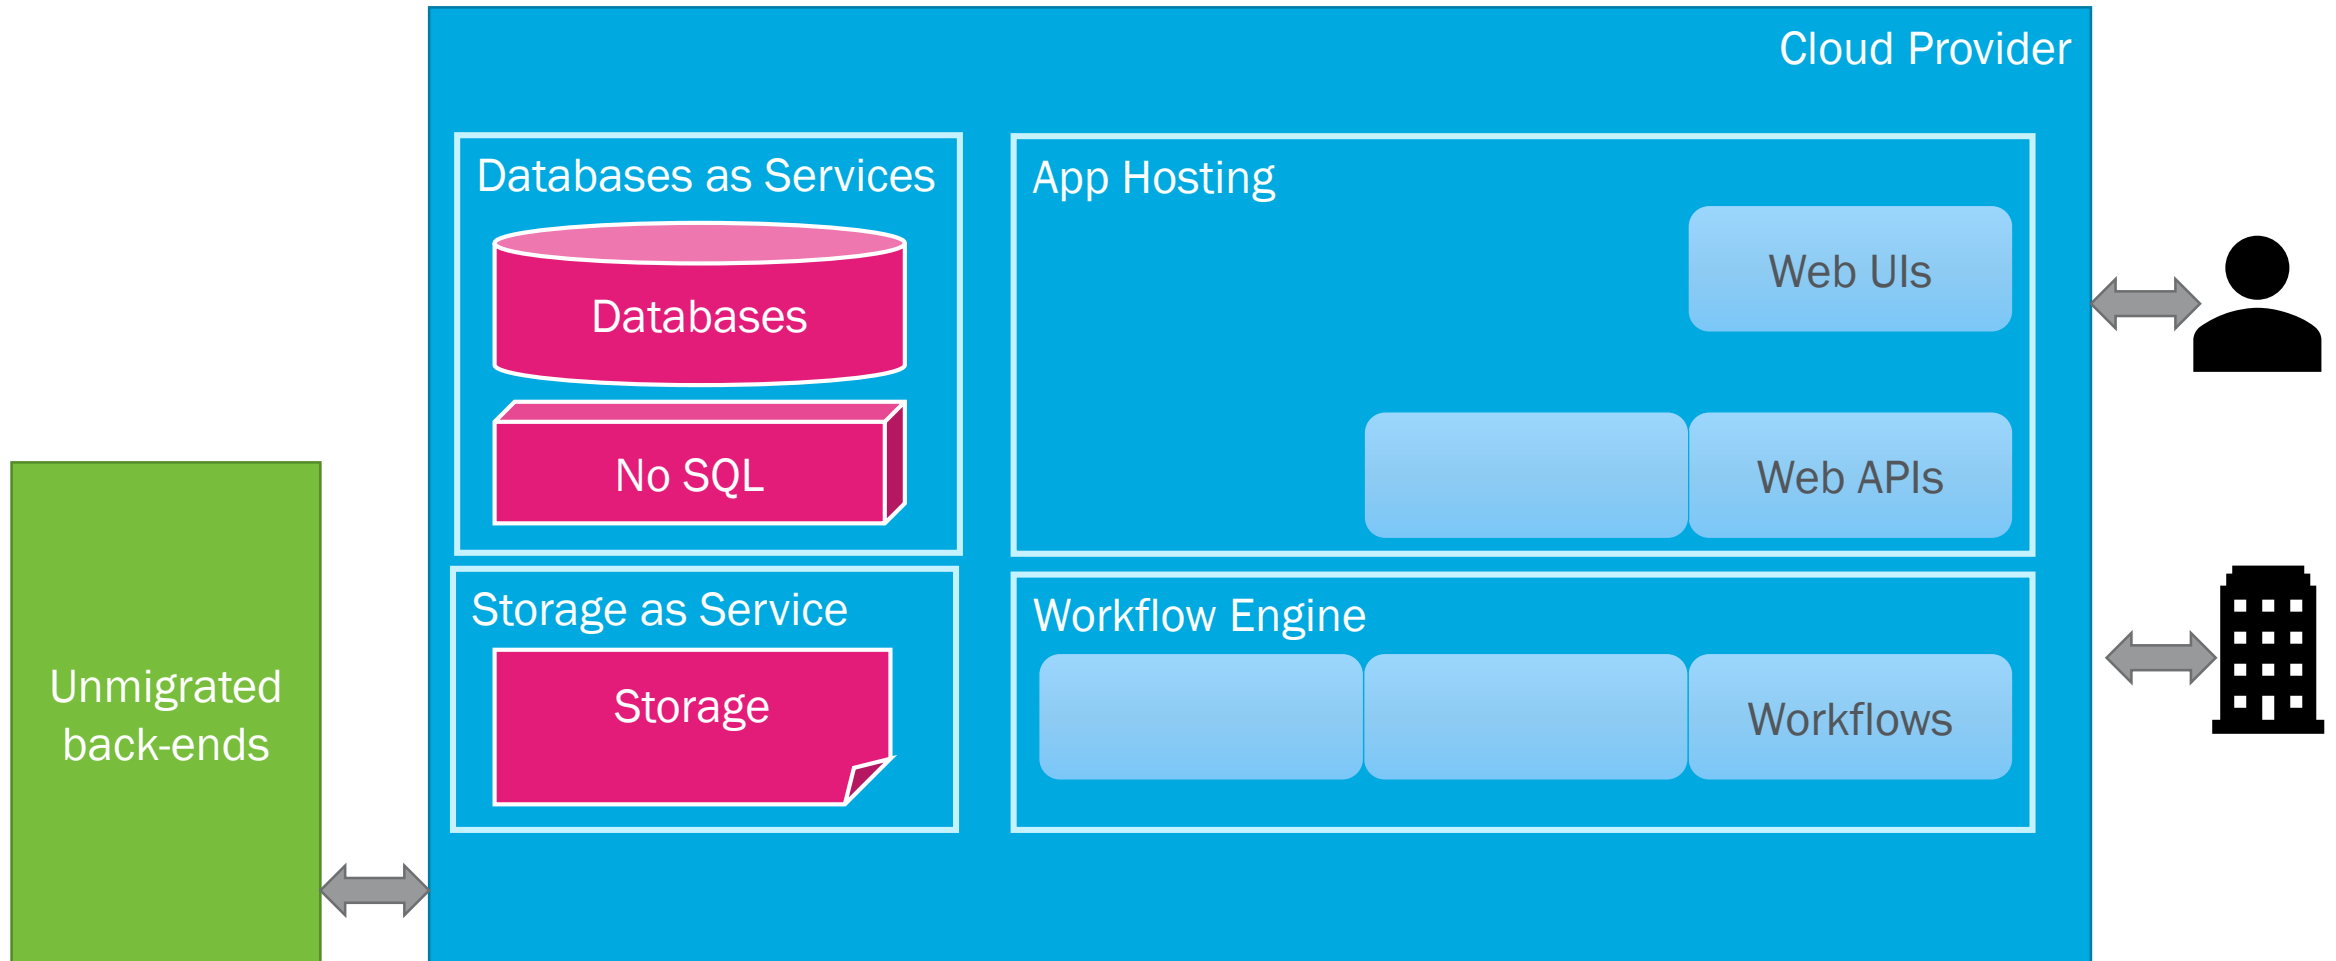 Cloud Provider
Databases as Services
Databases
No SQL
App Hosting
Web UIs
Web APIs
Storage as Service
Storage
Workflow Engine
Workflows
Unmigrated
back-ends